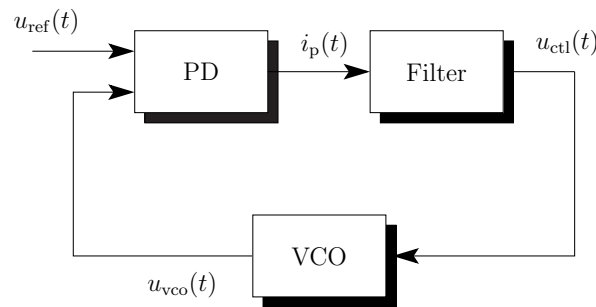 u_ref(t)
i_p(t)
u_ctl(t)
PD
Filter
VCO
u_vco(t)